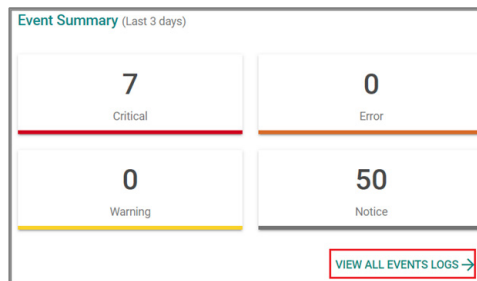 Event Summary (Last 3 days)
7
Critical
0
Error
0
Warning
50
Notice
VIEW ALL EVENTS LOGS →